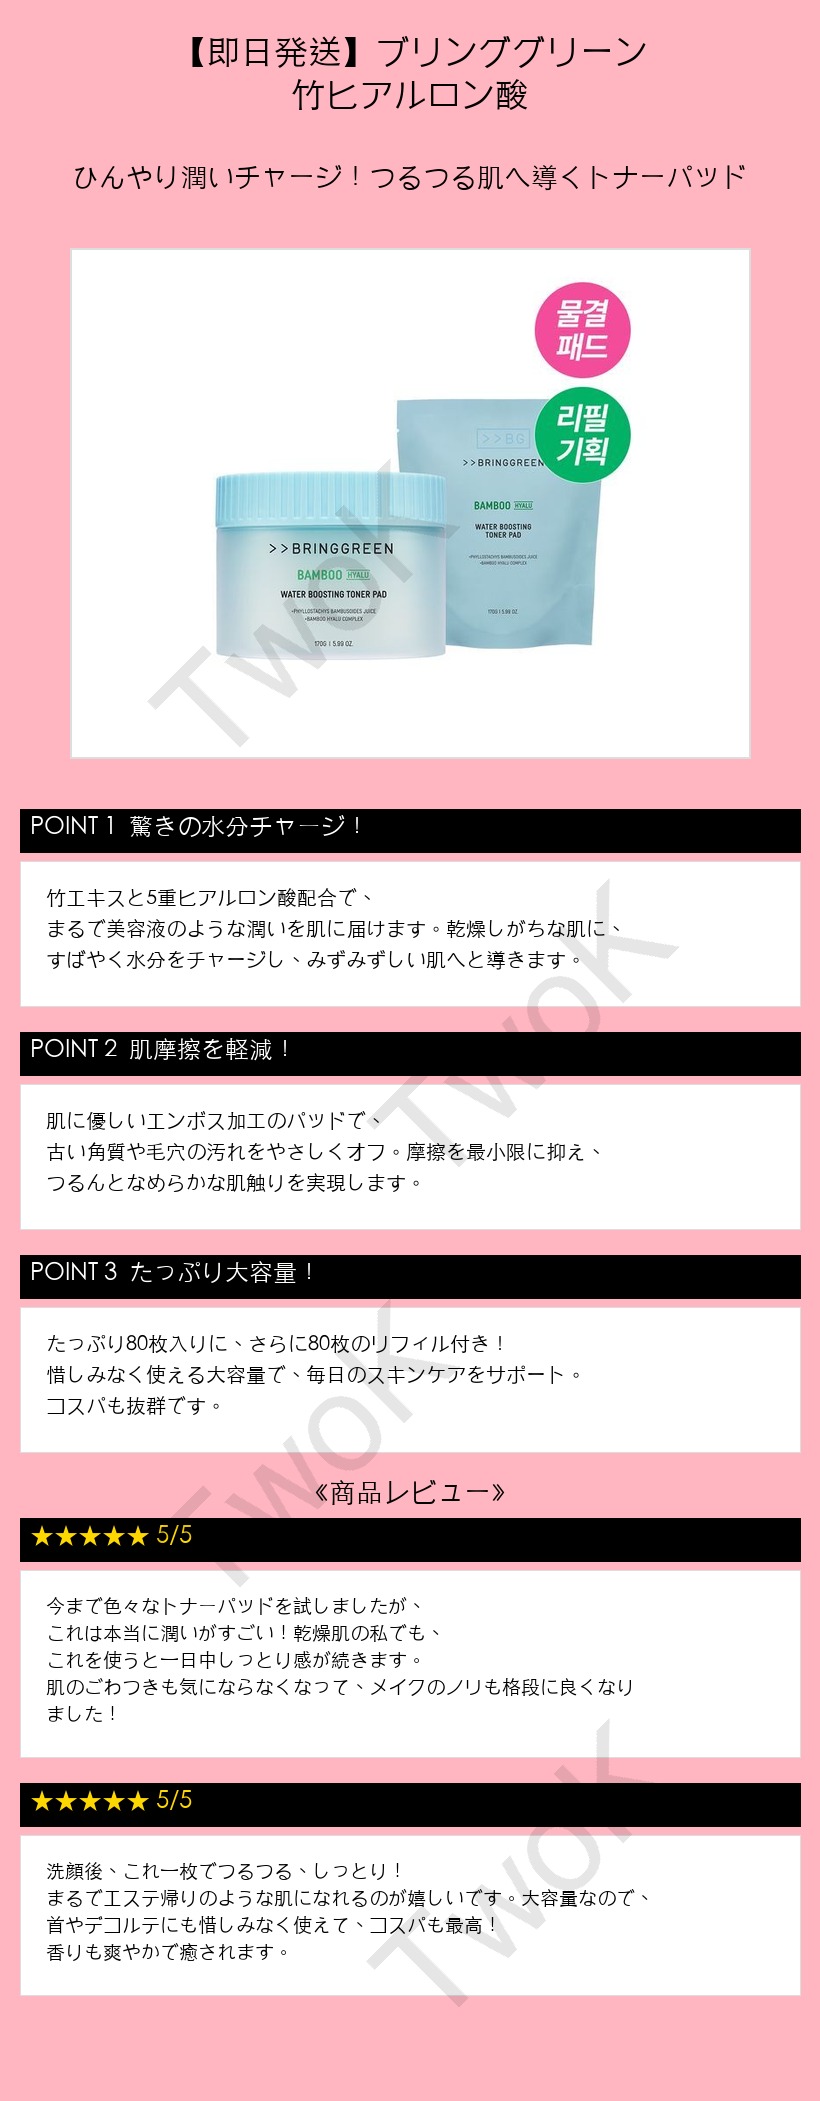 【即日発送】ブリンググリーン
竹ヒアルロン酸
ひんやり潤いチャージ！つるつる肌へ導くトナーパッド
물결
패드
리필
기획
>>BG
>>BRINGGREEN
BAMBOO HYALU
WATER BOOSTING
TONER PAD
•PHYLLOSTACHYS BAMBUSOIDES JUICE
•BAMBOO HYALU COMPLEX
170G | 5.99 OZ.
>>BRINGGREEN
BAMBOO HYALU
WATER BOOSTING TONER PAD
•PHYLLOSTACHYS BAMBUSOIDES JUICE
•BAMBOO HYALU COMPLEX
170G | 5.99 OZ.
TwoK
POINT 1 驚きの水分チャージ！
竹エキスと5重ヒアルロン酸配合で、
まるで美容液のような潤いを肌に届けます。乾燥しがちな肌に、
すばやく水分をチャージし、みずみずしい肌へと導きます。
TwoK
POINT 2 肌摩擦を軽減！
肌に優しいエンボス加工のパッドで、
古い角質や毛穴の汚れをやさしくオフ。摩擦を最小限に抑え、
つるんとなめらかな肌触りを実現します。
POINT 3 たっぷり大容量！
たっぷり80枚入りに、さらに80枚のリフィル付き！
惜しみなく使える大容量で、毎日のスキンケアをサポート。
コスパも抜群です。
TwoK
《商品レビュー》
★★★★★ 5/5
今まで色々なトナーパッドを試しましたが、
これは本当に潤いがすごい！乾燥肌の私でも、
これを使うと一日中しっとり感が続きます。
肌のごわつきも気にならなくなって、メイクのノリも格段に良くなり
ました！
★★★★★ 5/5
洗顔後、これ一枚でつるつる、しっとり！
まるでエステ帰りのような肌になれるのが嬉しいです。大容量なので、
首やデコルテにも惜しみなく使えて、コスパも最高！
香りも爽やかで癒されます。
TwoK